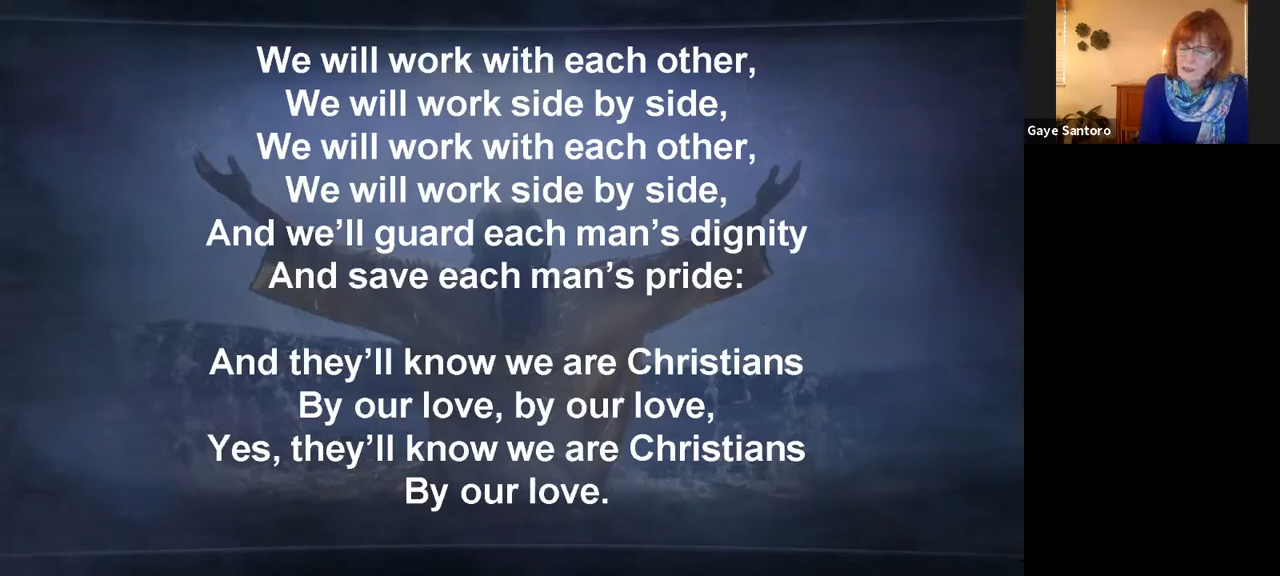 We will work with each other,
We will work side by side,
We will work with each other,
We will work side by side,
And we’ll guard each man’s dignity
And save each man’s pride:
And they’ll know we are Christians
By our love, by our love,
Yes, they’ll know we are Christians
By our love.
Gaye Santoro